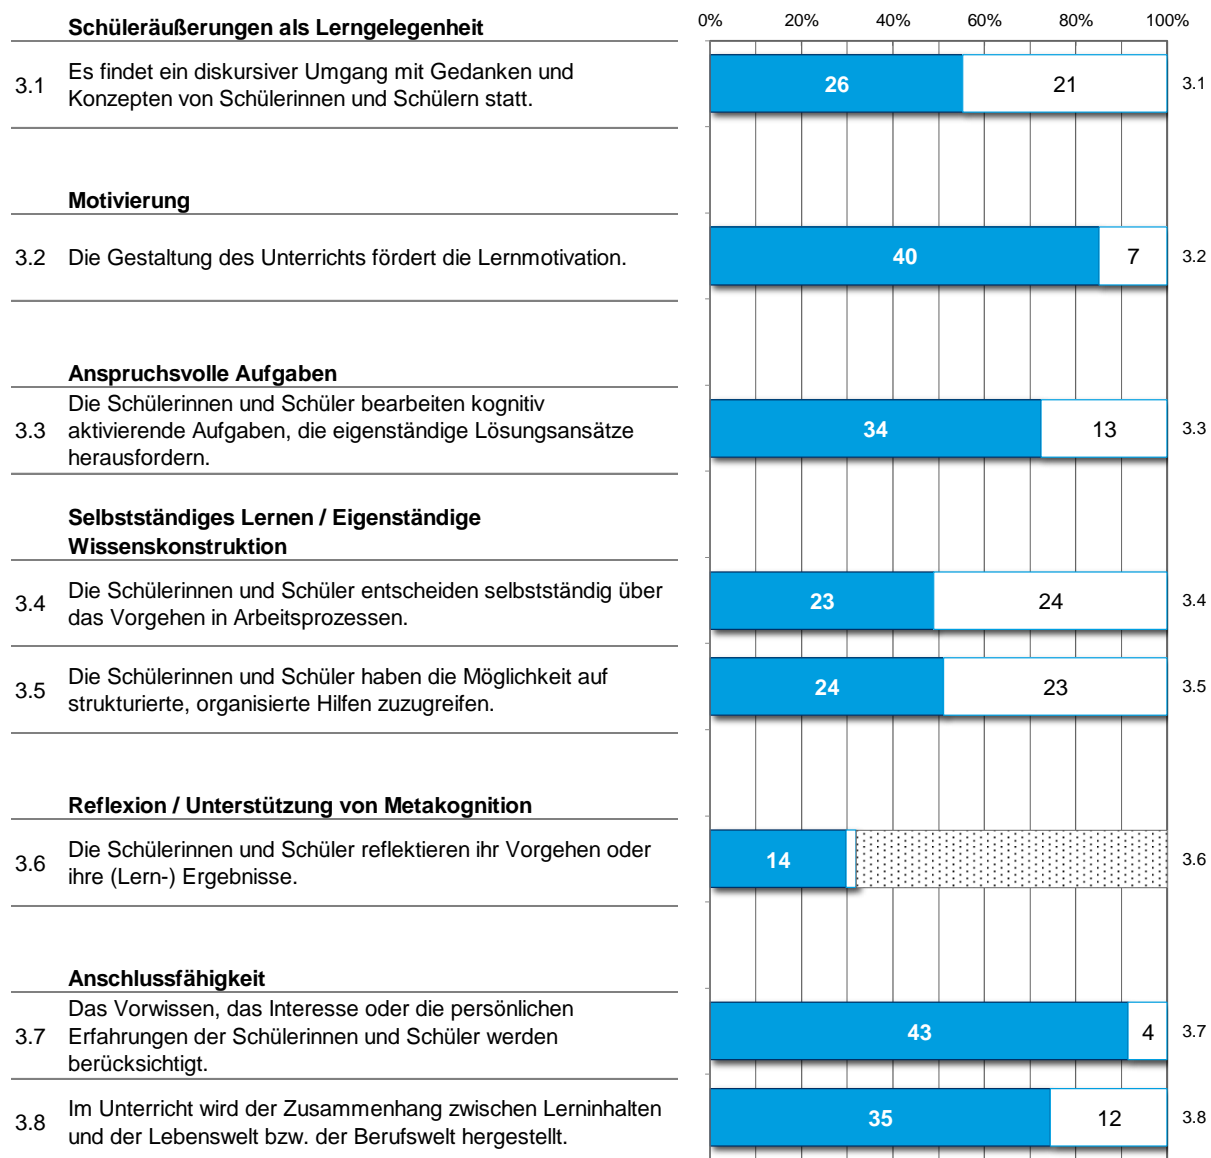 0% 20% 40% 60% 80% 100%
Schüleräußerungen als Lerngelegenheit
3.1 Es findet ein diskursiver Umgang mit Gedanken und
Konzepten von Schülerinnen und Schülern statt.
26 21 3.1
Motivierung
3.2 Die Gestaltung des Unterrichts fördert die Lernmotivation.
40 7 3.2
Anspruchsvolle Aufgaben
Die Schülerinnen und Schüler bearbeiten kognitiv
3.3 aktivierende Aufgaben, die eigenständige Lösungsansätze
herausfordern.
34 13 3.3
Selbstständiges Lernen / Eigenständige
Wissenskonstruktion
3.4 Die Schülerinnen und Schüler entscheiden selbstständig über
das Vorgehen in Arbeitsprozessen.
23 24 3.4
3.5 Die Schülerinnen und Schüler haben die Möglichkeit auf
strukturierte, organisierte Hilfen zuzugreifen.
24 23 3.5
Reflexion / Unterstützung von Metakognition
3.6 Die Schülerinnen und Schüler reflektieren ihr Vorgehen oder
ihre (Lern-) Ergebnisse.
14 3.6
Anschlussfähigkeit
Das Vorwissen, das Interesse oder die persönlichen
3.7 Erfahrungen der Schülerinnen und Schüler werden
berücksichtigt.
43 4 3.7
3.8 Im Unterricht wird der Zusammenhang zwischen Lerninhalten
und der Lebenswelt bzw. der Berufswelt hergestellt.
35 12 3.8